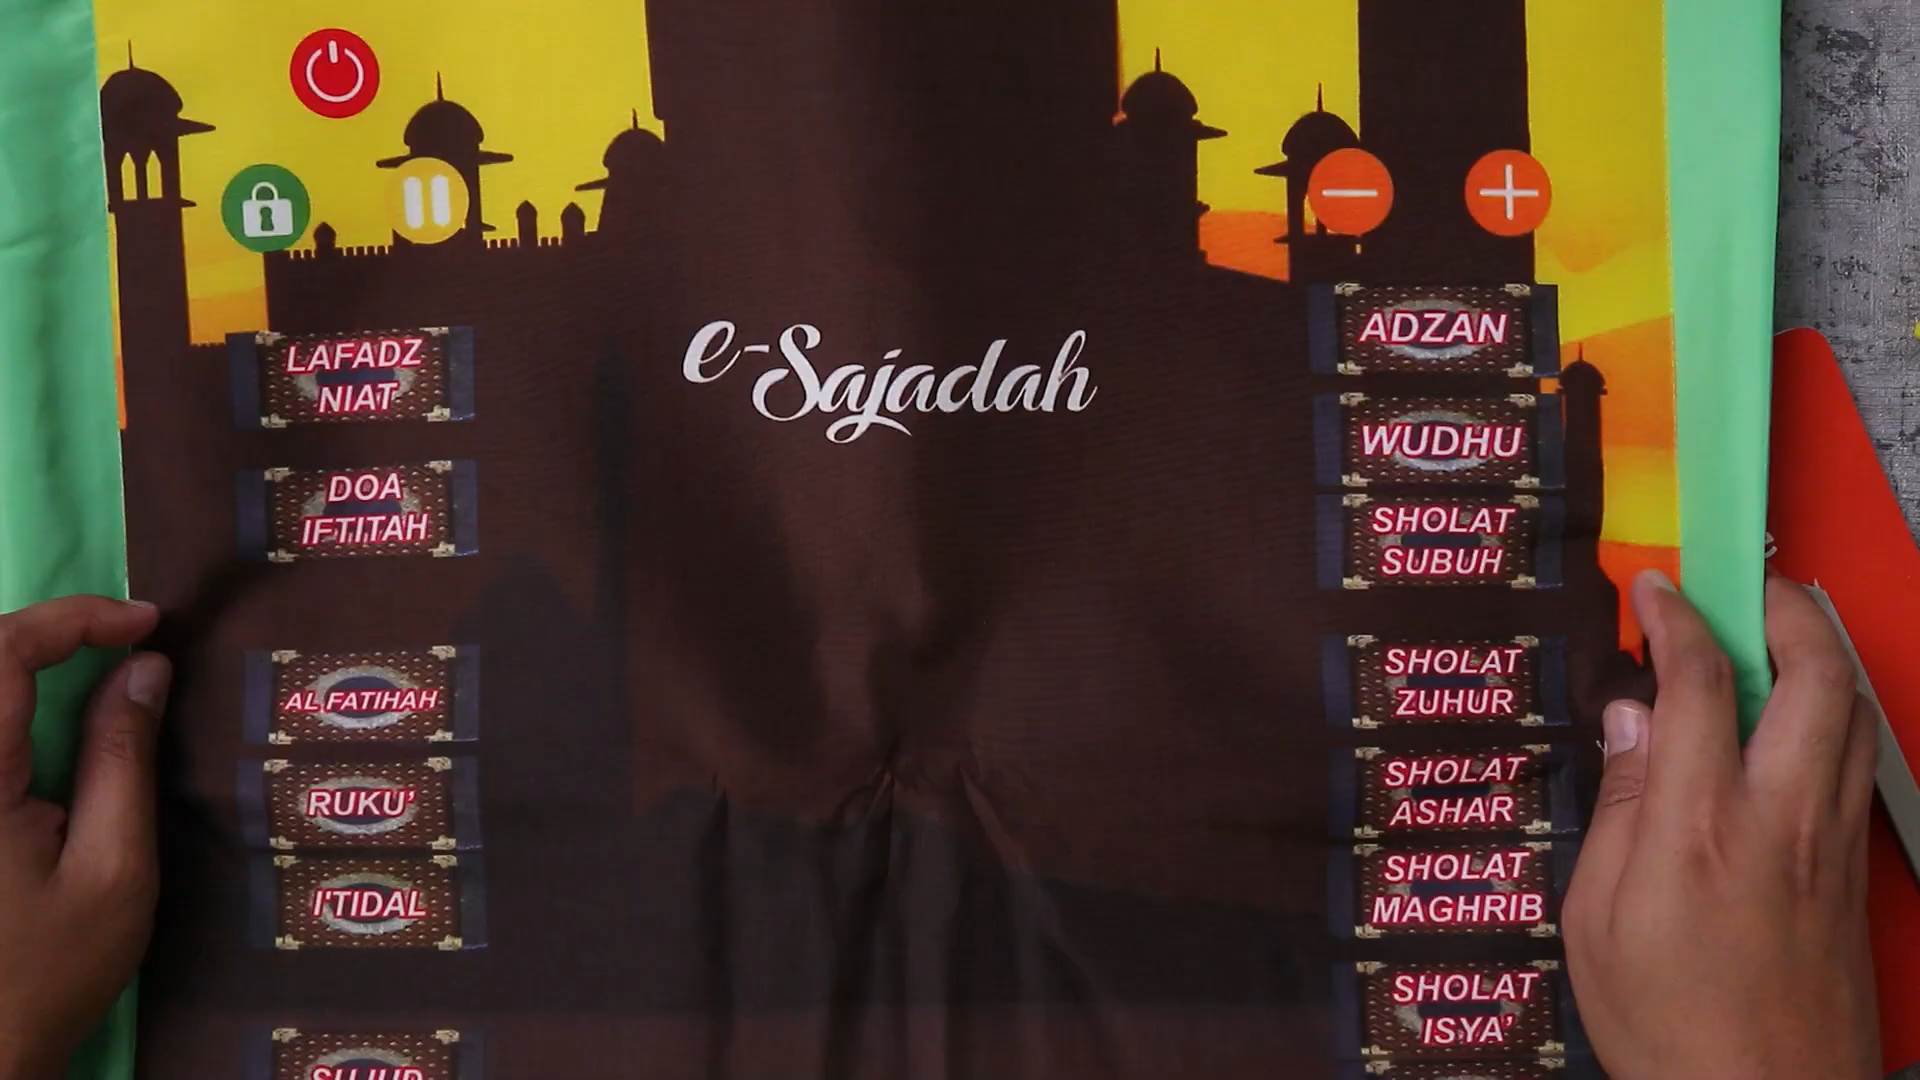 e-Sajadah
LAFADZ
NIAT
DOA
IFTITAH
AL FATIHAH
RUKU'
I'TIDAL
SUJUD
ADZAN
WUDHU
SHOLAT
SUBUH
SHOLAT
ZUHUR
SHOLAT
ASHAR
SHOLAT
MAGHRIB
SHOLAT
ISYA'